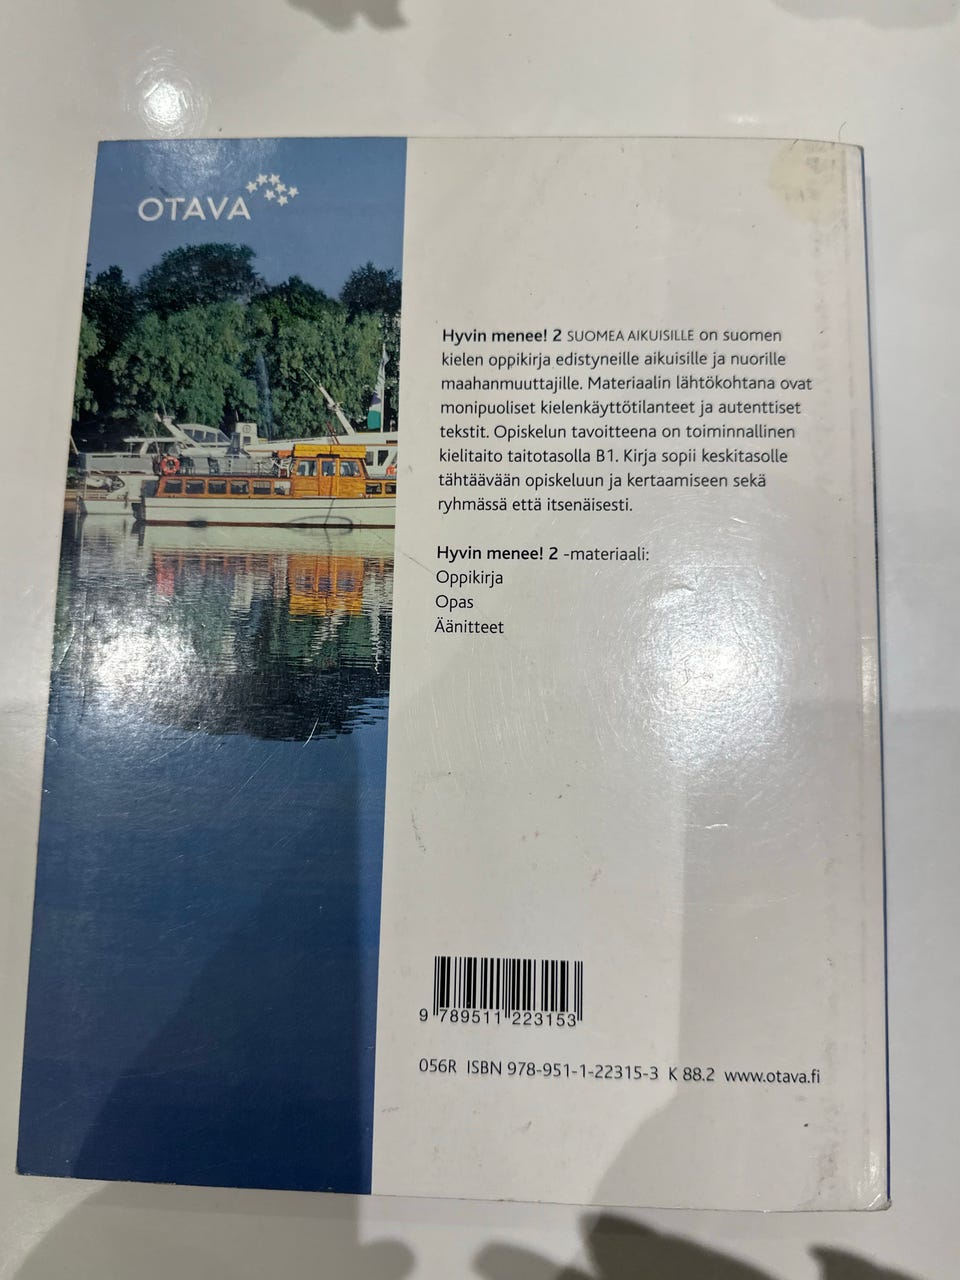 OTAVA
Hyvin menee! 2 SUOMEA AIKUISILLE on suomen
kielen oppikirja edistyneille aikuisille ja nuorille
maahanmuuttajille. Materiaalin lähtökohtana ovat
monipuoliset kielenkäyttötilanteet ja autenttiset
tekstit. Opiskelun tavoitteena on toiminnallinen
kielitaito taitotasolla B1. Kirja sopii keskitasolle
tähtäävään opiskeluun ja kertaamiseen sekä
ryhmässä että itsenäisesti.
Hyvin menee! 2 -materiaali:
Oppikirja
Opas
Äänitteet
9 789511 223153
056R ISBN 978-951-1-22315-3 K 88.2 www.otava.fi